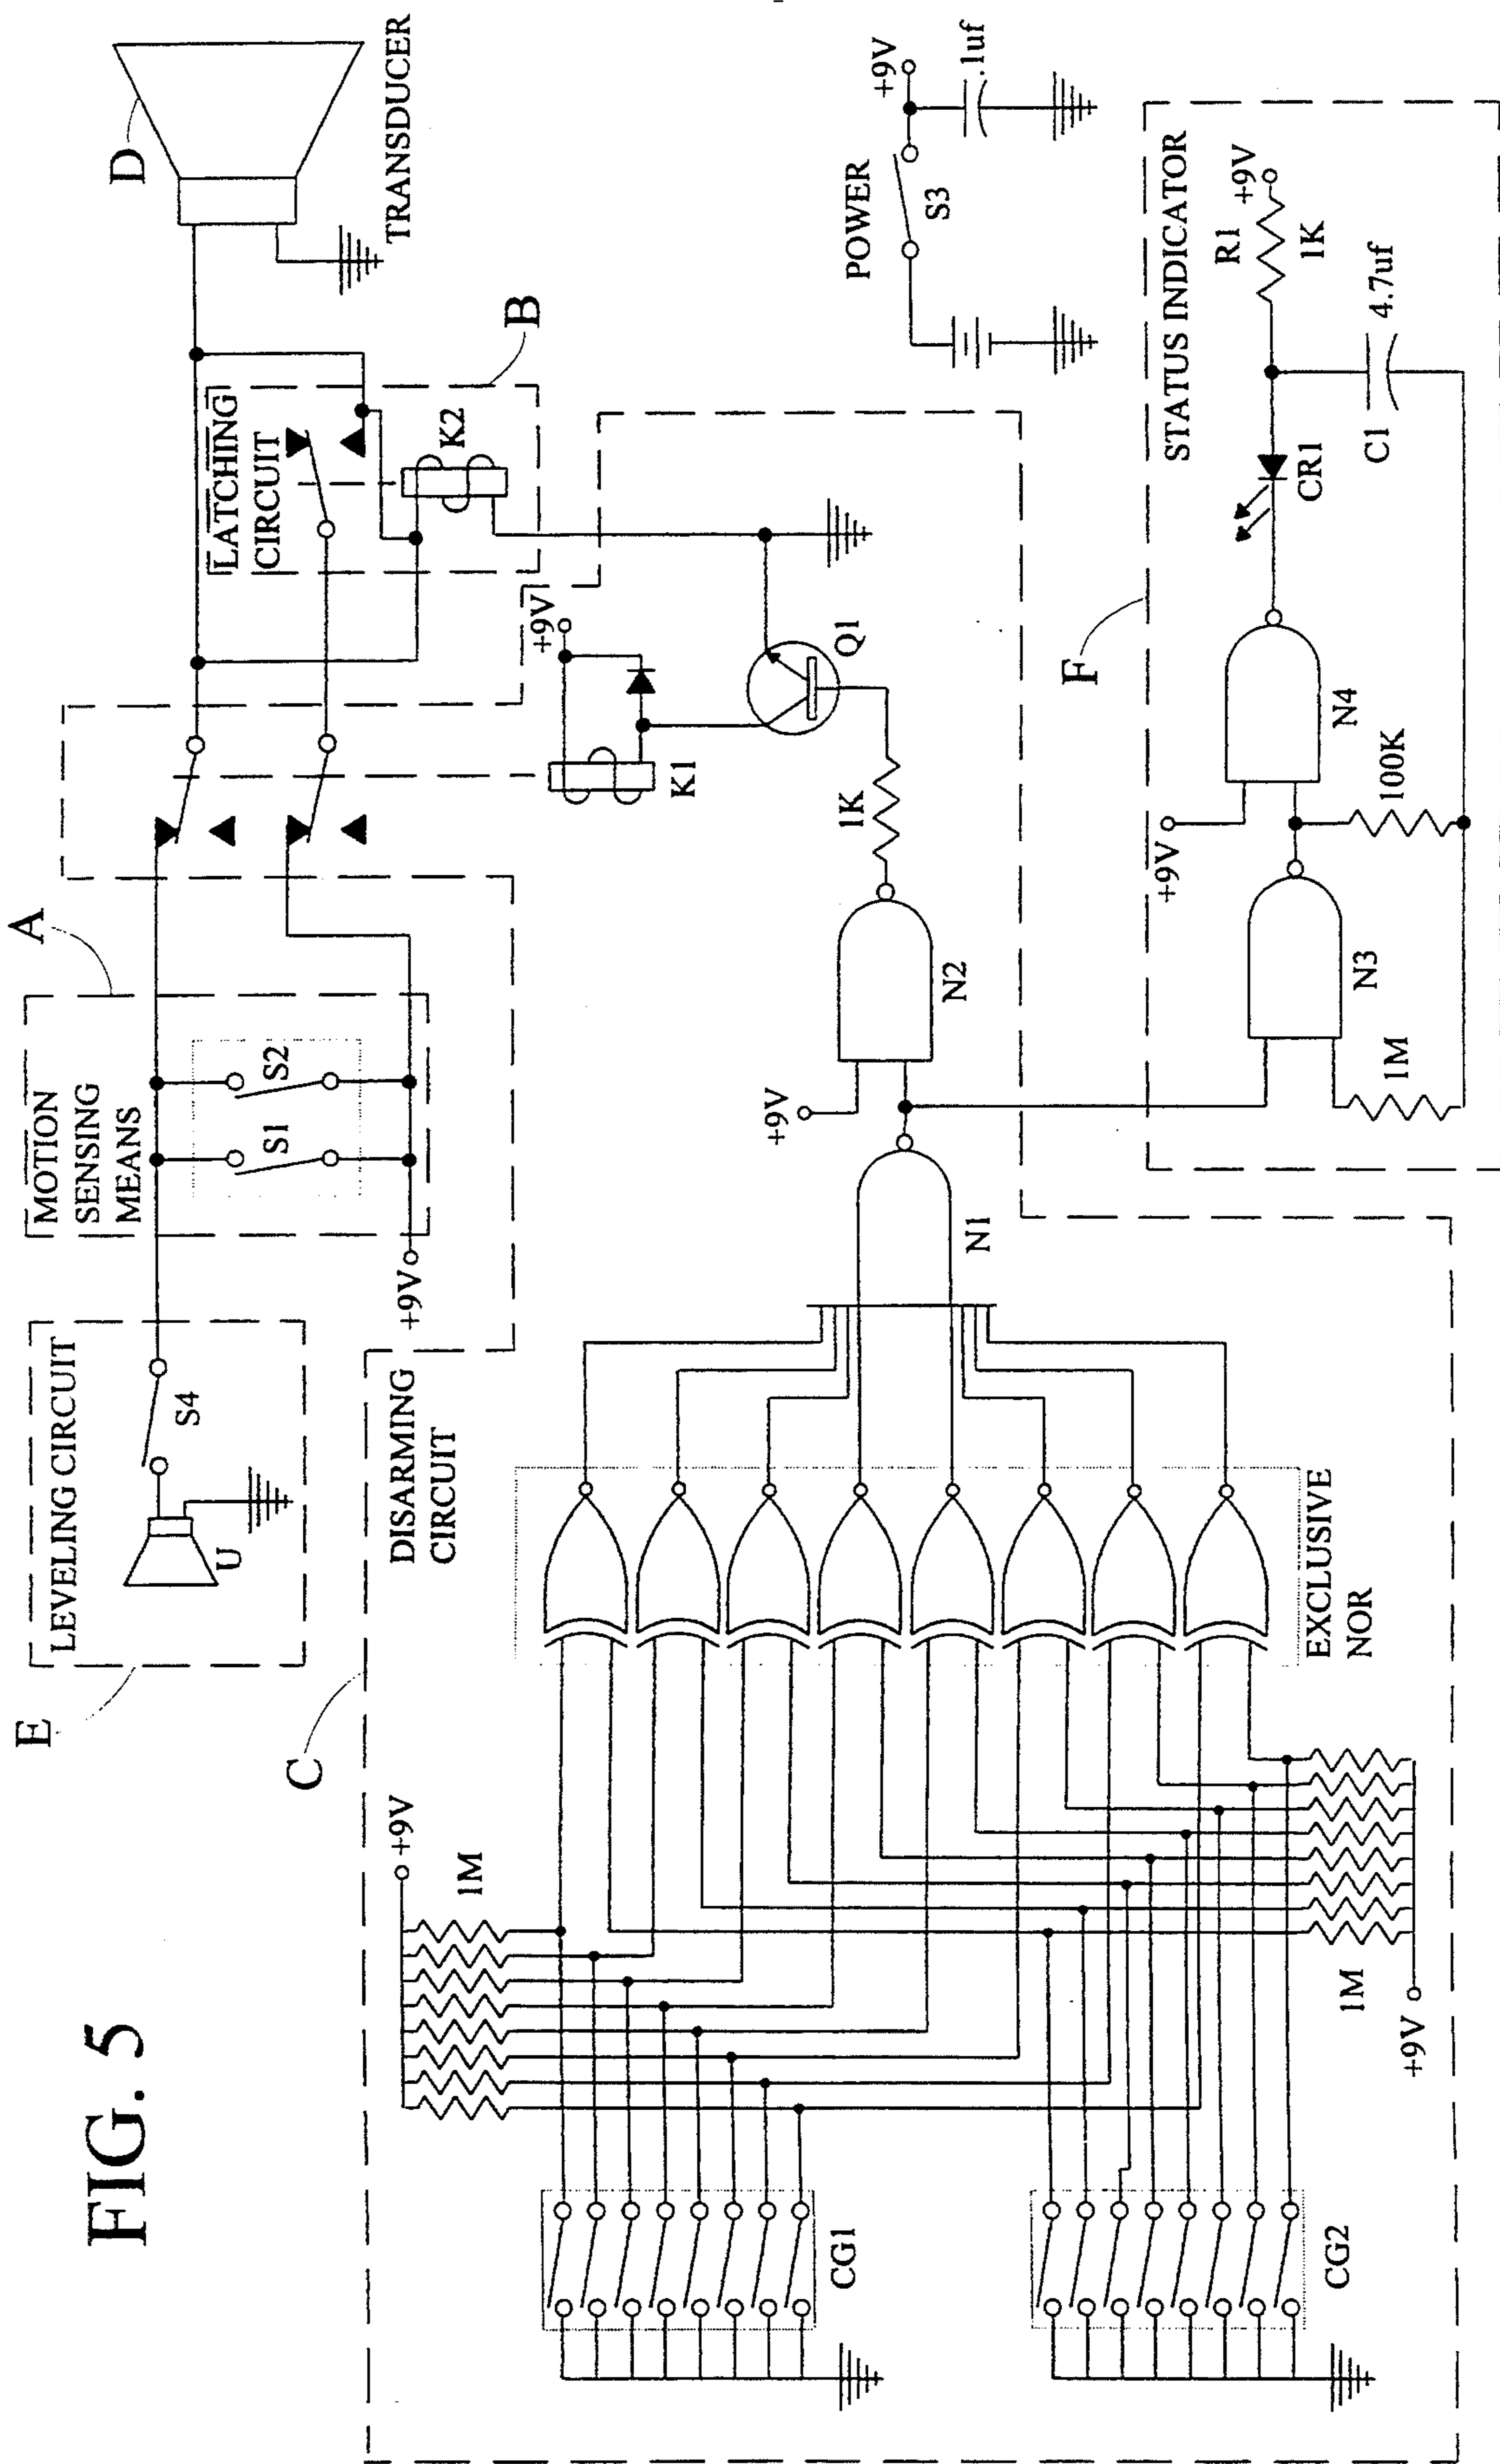 FIG. 5
E
LEVELING CIRCUIT
U
S4
A
MOTION
SENSING
MEANS
S1
S2
+9V
D
TRANSDUCER
LATCHING
CIRCUIT
B
K2
+9V
K1
Q1
1K
C
DISARMING
CIRCUIT
+9V
1M
CG1
CG2
1M
+9V
EXCLUSIVE
NOR
N1
+9V
N2
POWER
S3
+9V
.1uf
F
STATUS INDICATOR
+9V
N3
1M
100K
N4
CR1
R1
1K
+9V
C1
4.7uf